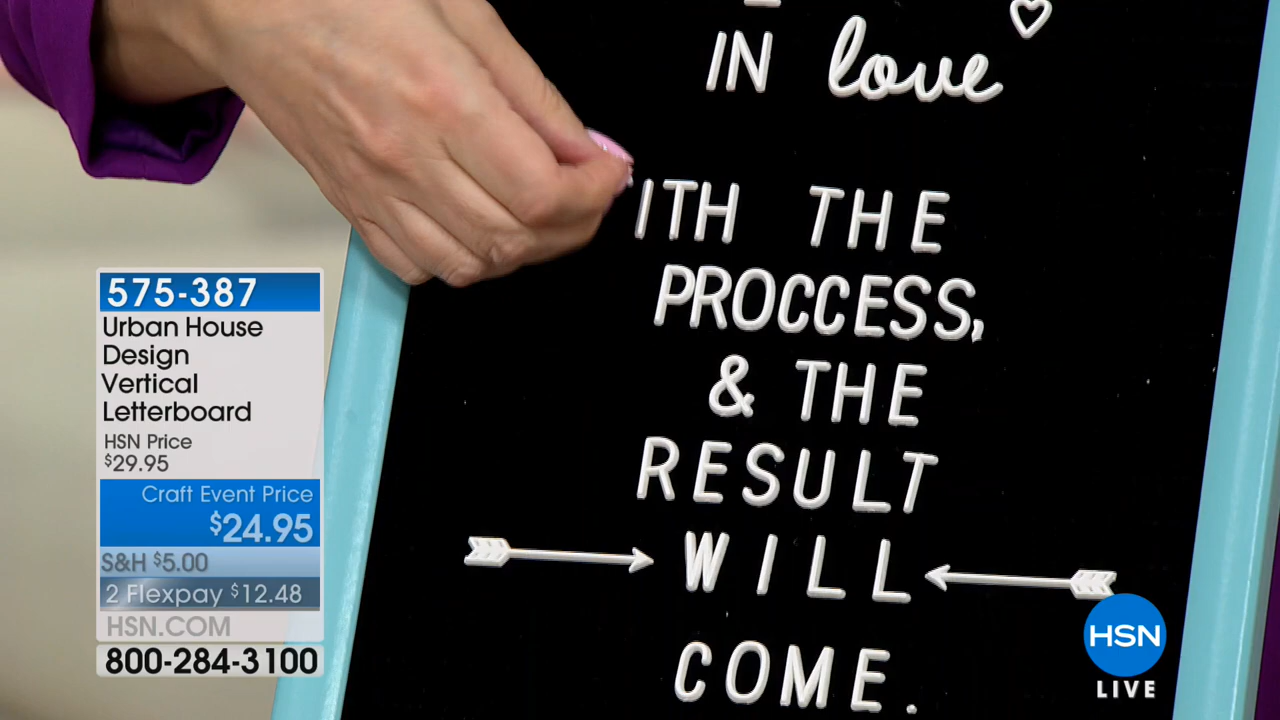 IN love
ITH THE
PROCCESS,
& THE
RESULT
WILL
COME.
575-387
Urban House
Design
Vertical
Letterboard
HSN Price
$29.95
Craft Event Price
$24.95
S&H $5.00
2 Flexpay $12.48
HSN.COM
800-284-3100
HSN
LIVE